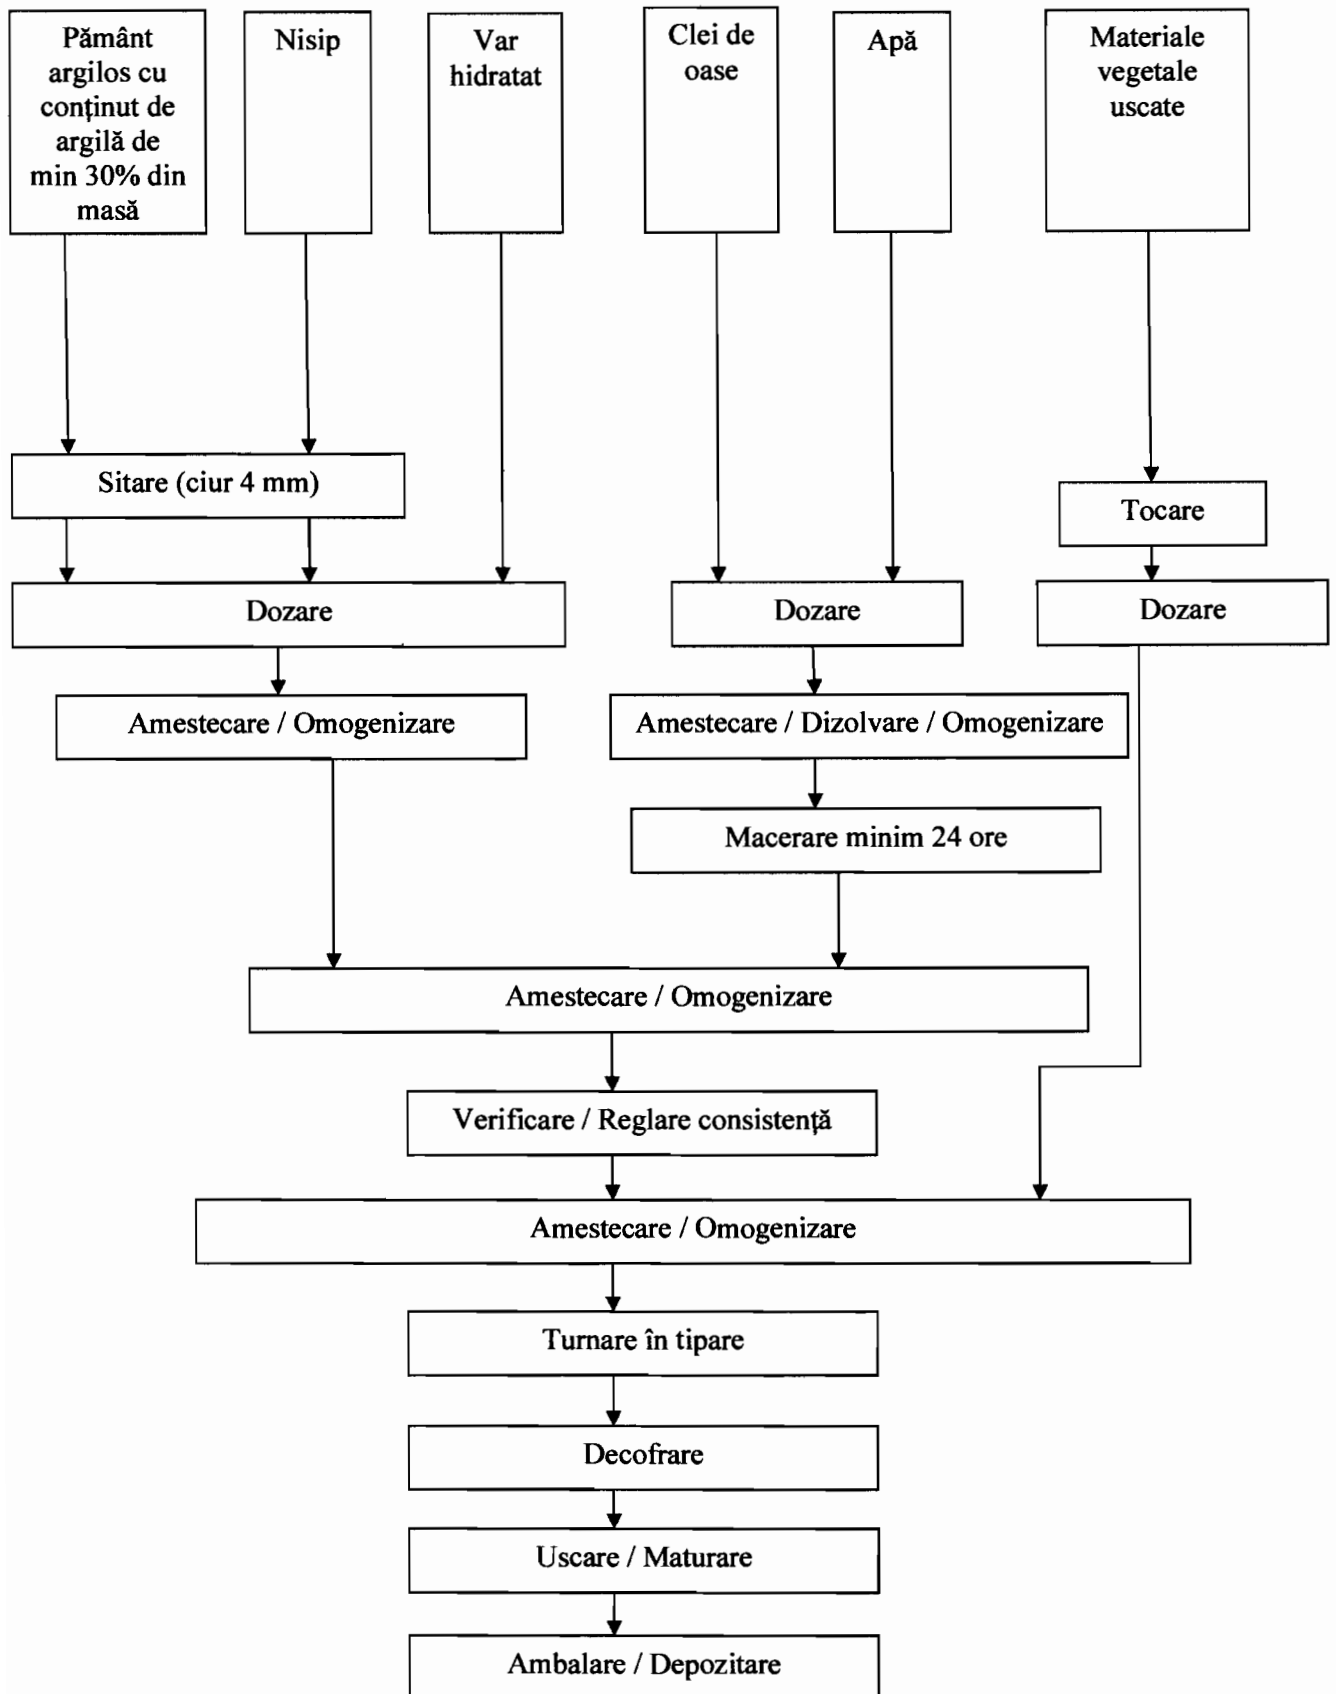 Pământ
argilos cu
conținut de
argilă de
min 30% din
masă
Nisip
Var
hidratat
Clei de
oase
Apă
Materiale
vegetale
uscate
Sitare (ciur 4 mm)
Tocare
Dozare
Dozare
Dozare
Amestecare / Omogenizare
Amestecare / Dizolvare / Omogenizare
Macerare minim 24 ore
Amestecare / Omogenizare
Verificare / Reglare consistență
Amestecare / Omogenizare
Turnare în tipare
Decofrare
Uscare / Maturare
Ambalare / Depozitare